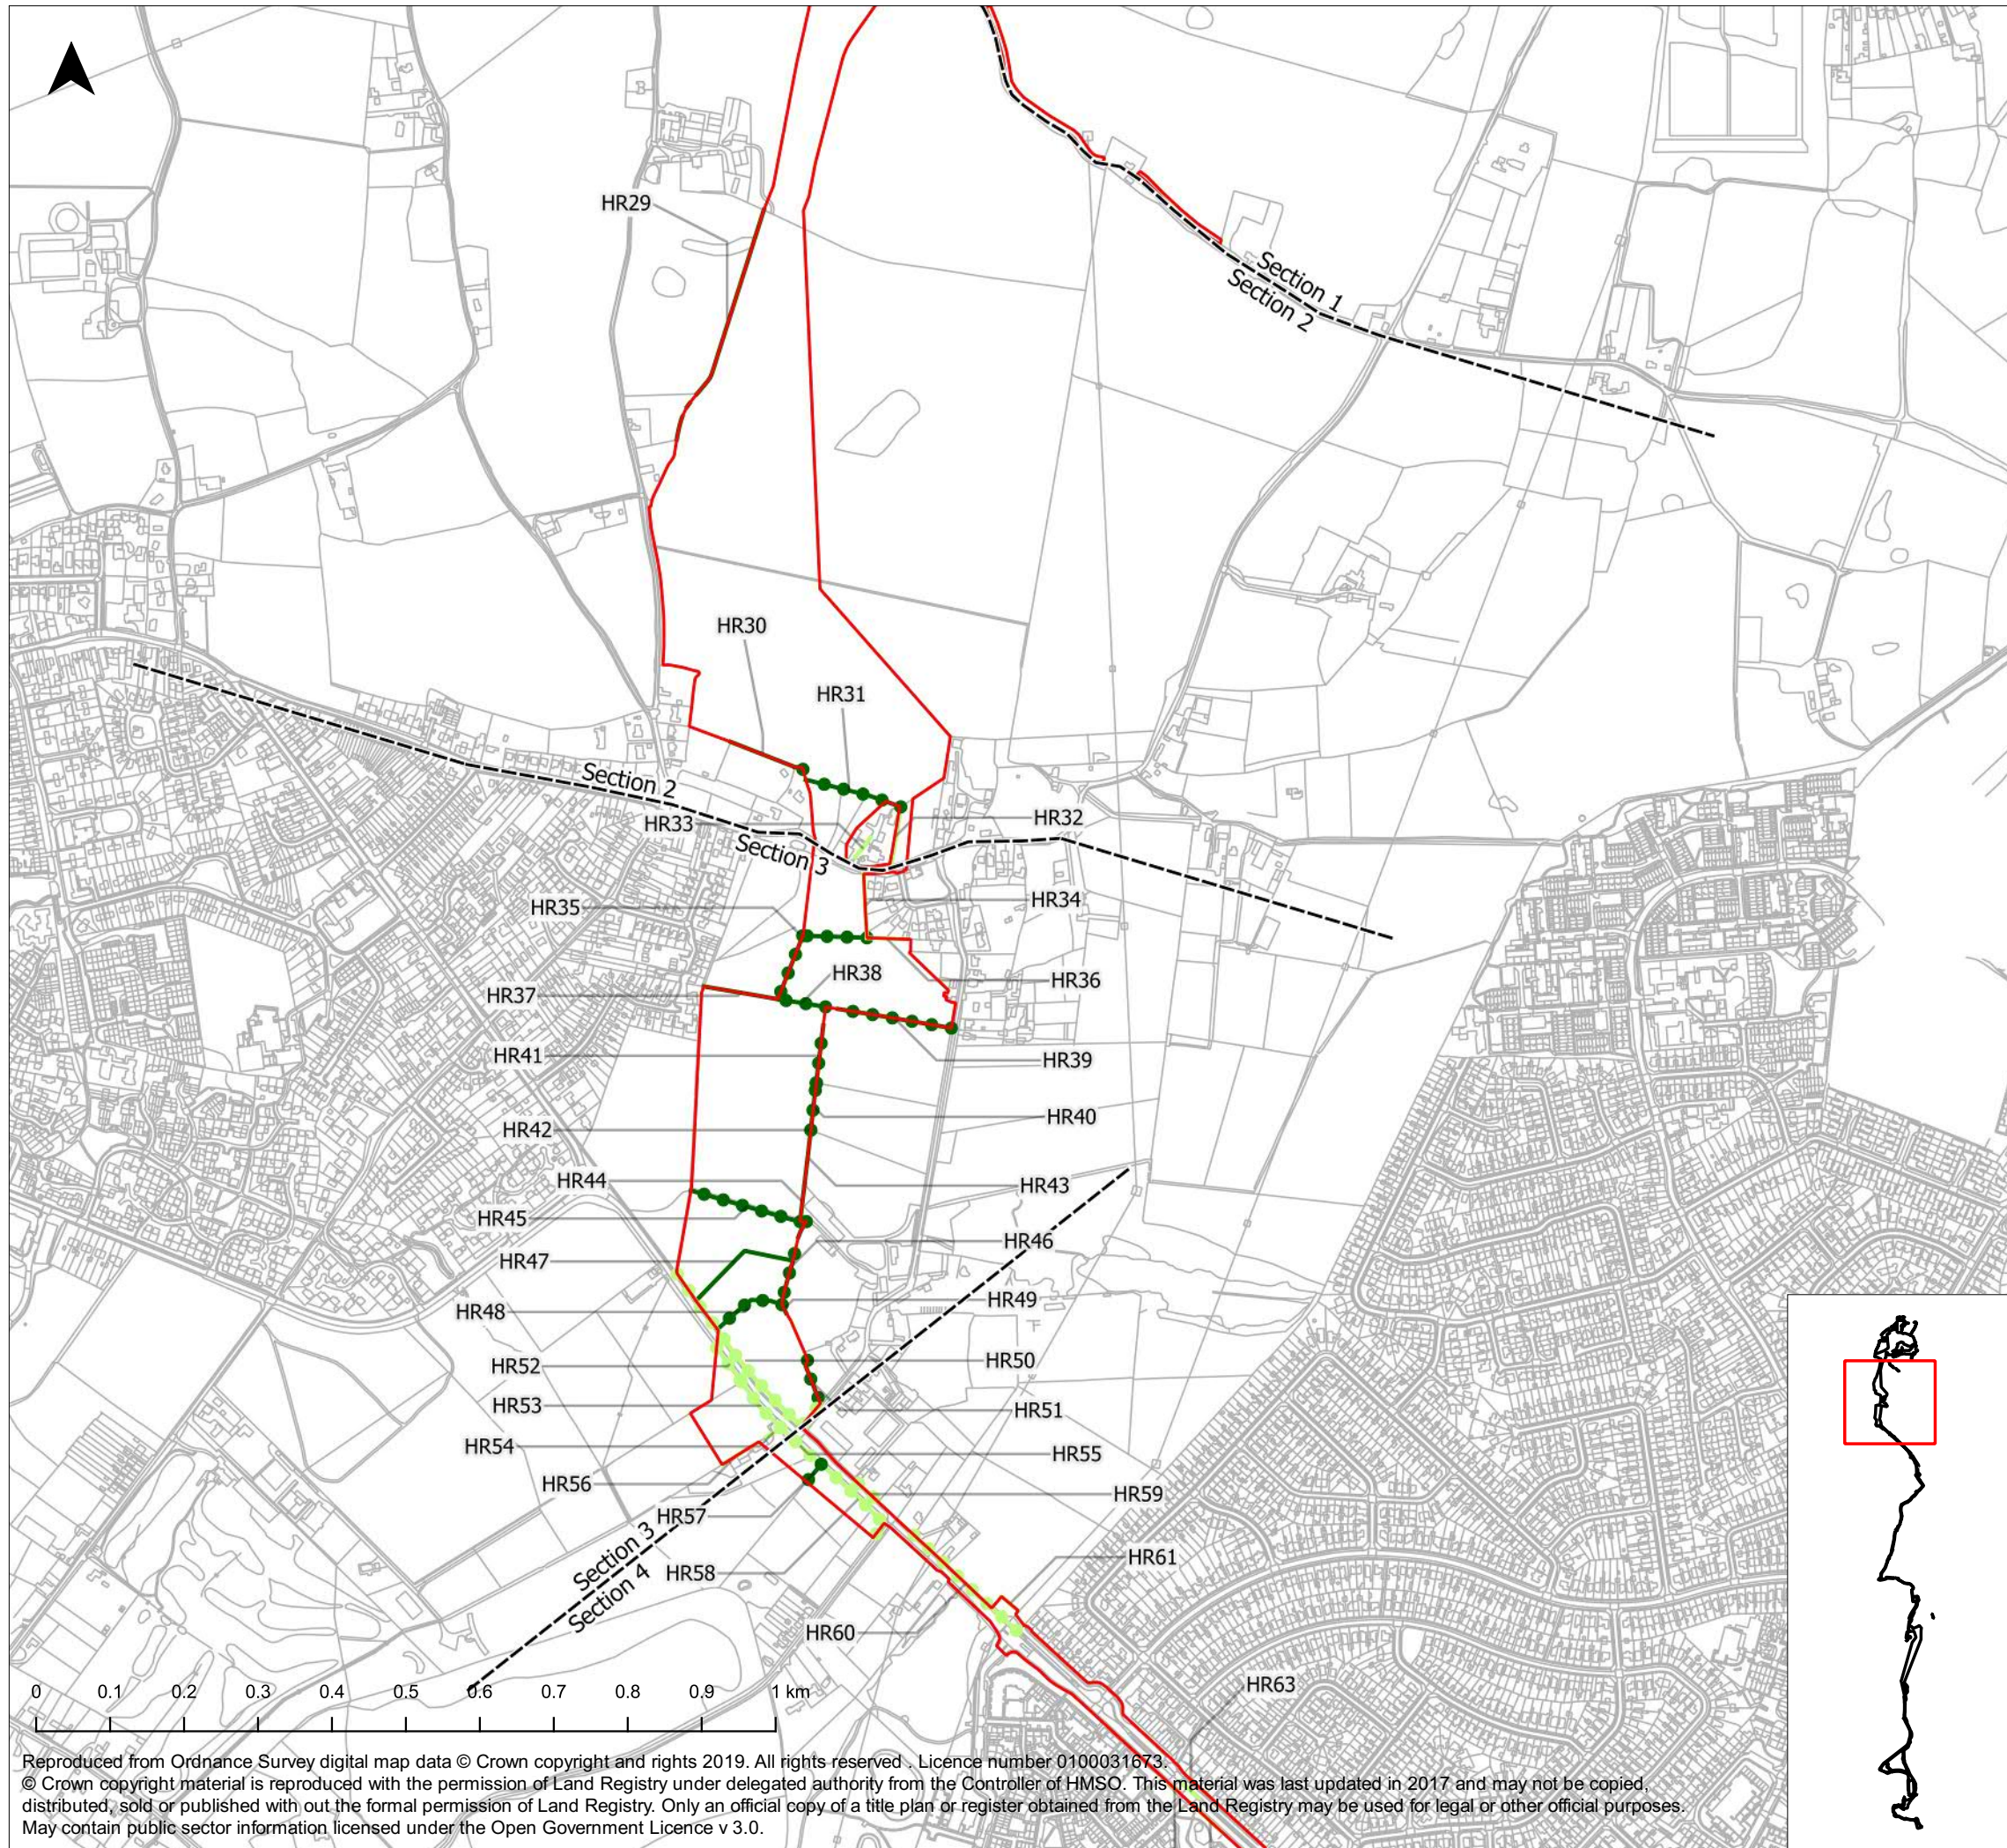 HR29
Section 1
Section 2
HR30
HR31
Section 2
HR33
HR32
Section 3
HR35
HR34
HR38
HR36
HR37
HR41
HR39
HR40
HR42
HR44
HR43
HR45
HR46
HR47
HR49
HR48
HR50
HR52
HR53
HR51
HR54
HR55
HR56
HR59
HR57
HR61
Section 3
Section 4
HR58
HR60
HR63
0 0.1 0.2 0.3 0.4 0.5 0.6 0.7 0.8 0.9 1 km
Reproduced from Ordnance Survey digital map data © Crown copyright and rights 2019. All rights reserved . Licence number 0100031673.
© Crown copyright material is reproduced with the permission of Land Registry under delegated authority from the Controller of HMSO. This material was last updated in 2017 and may not be copied,
distributed, sold or published with out the formal permission of Land Registry. Only an official copy of a title plan or register obtained from the Land Registry may be used for legal or other official purposes.
May contain public sector information licensed under the Open Government Licence v 3.0.